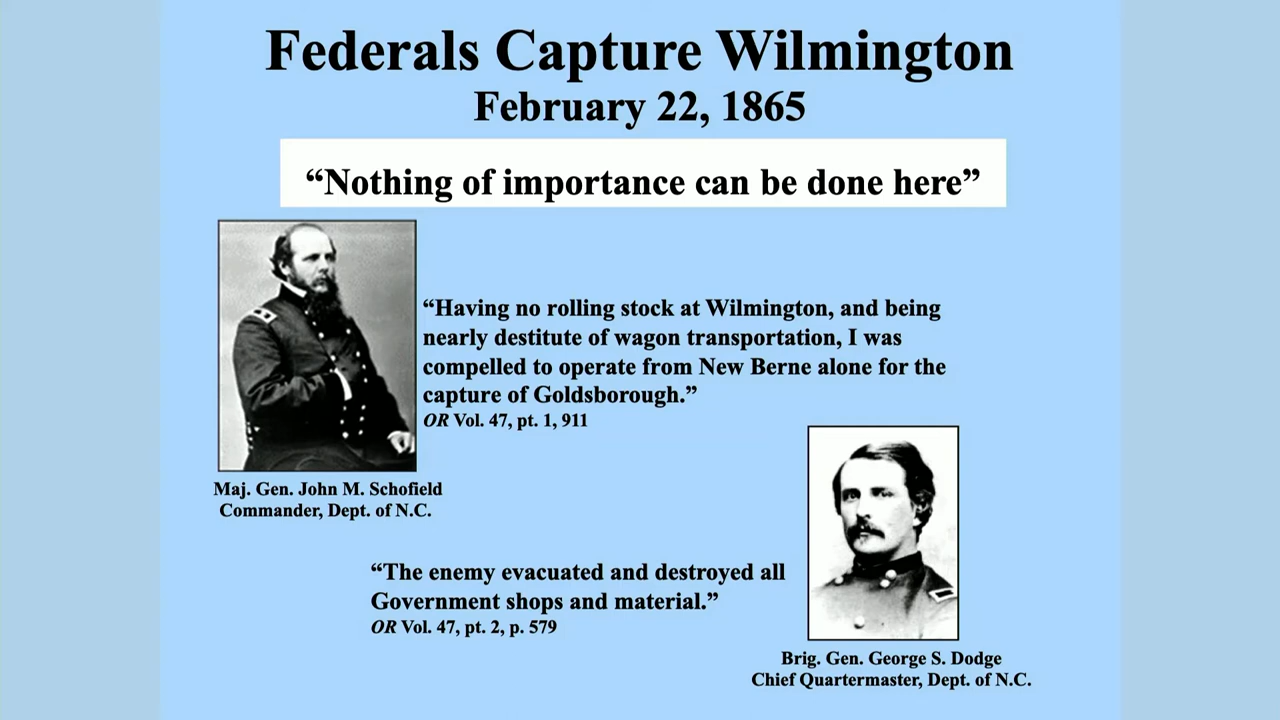 Federals Capture Wilmington
February 22, 1865
“Nothing of importance can be done here”
“Having no rolling stock at Wilmington, and being
nearly destitute of wagon transportation, I was
compelled to operate from New Berne alone for the
capture of Goldsborough.”
OR Vol. 47, pt. 1, 911
Maj. Gen. John M. Schofield
Commander, Dept. of N.C.
“The enemy evacuated and destroyed all
Government shops and material.”
OR Vol. 47, pt. 2, p. 579
Brig. Gen. George S. Dodge
Chief Quartermaster, Dept. of N.C.